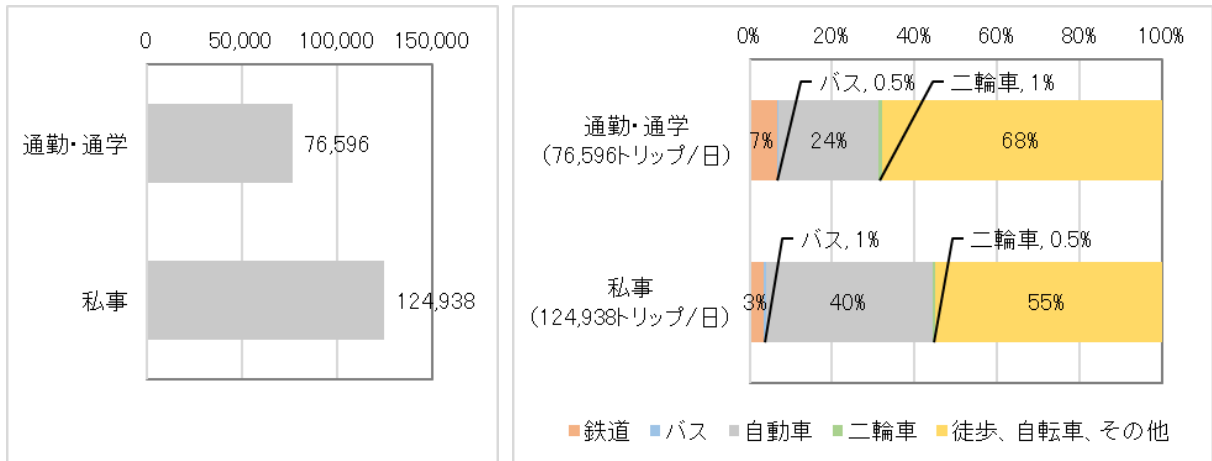 0 50,000 100,000 150,000
通勤・通学
76,596
私事
124,938
0% 20% 40% 60% 80% 100%
バス, 0.5% 二輪車, 1%
通勤・通学
(76,596トリップ/日)
7% 24% 68%
バス, 1% 二輪車, 0.5%
私事
(124,938トリップ/日)
3% 40% 55%
鉄道 バス 自動車 二輪車 徒歩、自転車、その他